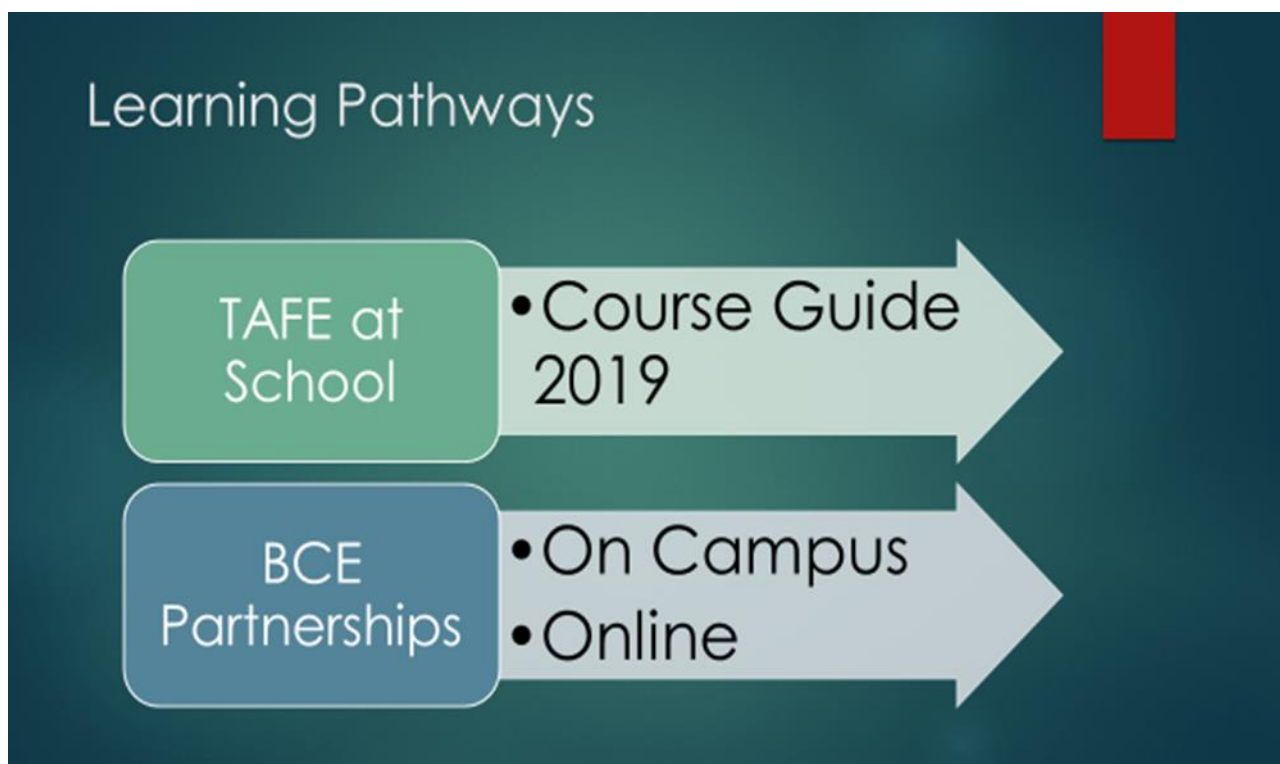 Learning Pathways
TAFE at
School
•Course Guide
2019
BCE
Partnerships
•On Campus
•Online